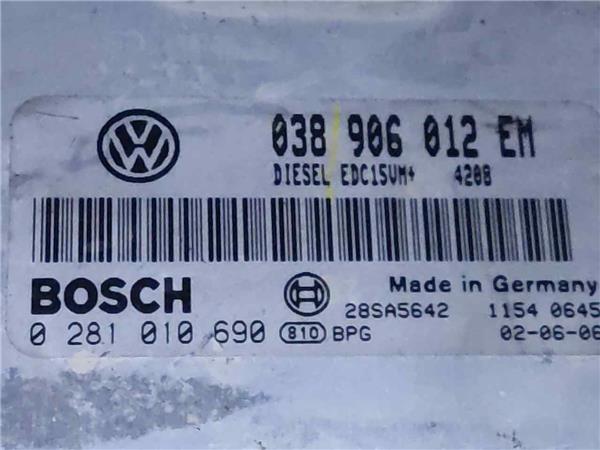 038 906 012 EM
DIESEL EDC15VM+ 4208
BOSCH
Made in Germany
28SA5642 1154 0645
0 281 010 690 810 BPG 02-06-06